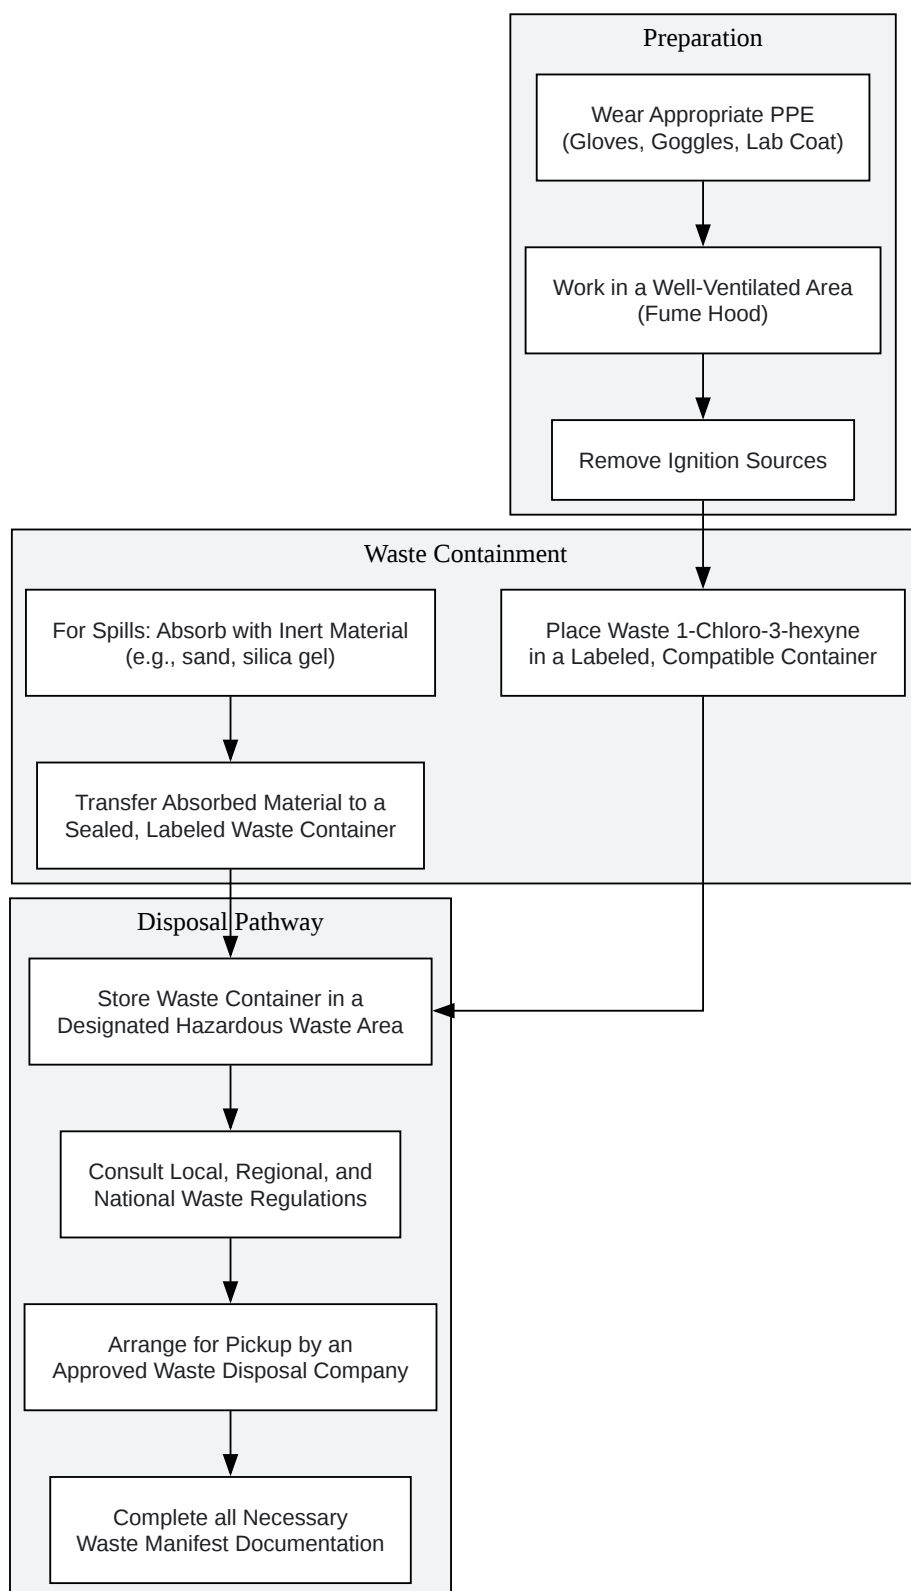 Preparation
Wear Appropriate PPE
(Gloves, Goggles, Lab Coat)
Work in a Well-Ventilated Area
(Fume Hood)
Remove Ignition Sources
Waste Containment
For Spills: Absorb with Inert Material
(e.g., sand, silica gel)
Place Waste 1-Chloro-3-hexyne
in a Labeled, Compatible Container
Transfer Absorbed Material to a
Sealed, Labeled Waste Container
Disposal Pathway
Store Waste Container in a
Designated Hazardous Waste Area
Consult Local, Regional, and
National Waste Regulations
Arrange for Pickup by an
Approved Waste Disposal Company
Complete all Necessary
Waste Manifest Documentation